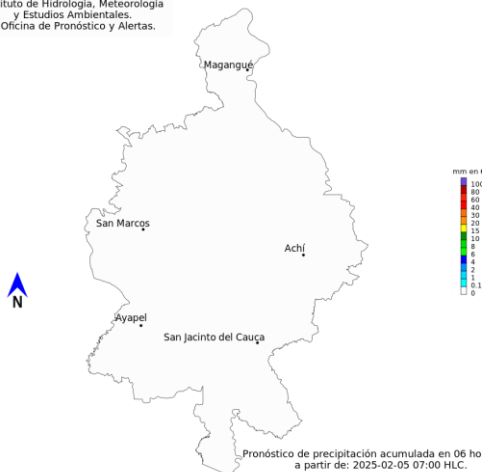 ituto de Hidrología, Meteorología
y Estudios Ambientales.
Oficina de Pronóstico y Alertas.
Magangué
mm en
100
80
60
40
30
20
15
10
8
6
4
2
1
0.1
0
San Marcos
Achí
N
Ayapel
San Jacinto del Cauca
Pronóstico de precipitación acumulada en 06 ho
a partir de: 2025-02-05 07:00 HLC.